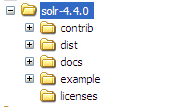 solr-4.4.0
contrib
dist
docs
example
licenses